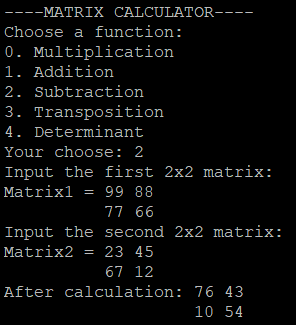 ----MATRIX CALCULATOR----
Choose a function:
0. Multiplication
1. Addition
2. Subtraction
3. Transposition
4. Determinant
Your choose: 2
Input the first 2x2 matrix:
Matrix1 = 99 88
77 66
Input the second 2x2 matrix:
Matrix2 = 23 45
67 12
After calculation: 76 43
10 54